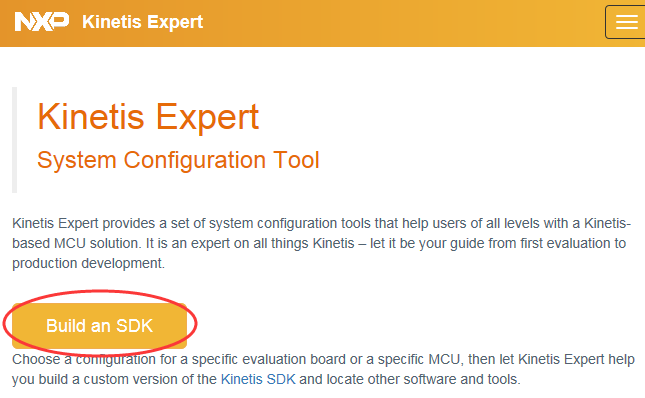 NXP Kinetis Expert
Kinetis Expert
System Configuration Tool
Kinetis Expert provides a set of system configuration tools that help users of all levels with a Kinetis-
based MCU solution. It is an expert on all things Kinetis – let it be your guide from first evaluation to
production development.
Build an SDK
Choose a configuration for a specific evaluation board or a specific MCU, then let Kinetis Expert help
you build a custom version of the Kinetis SDK and locate other software and tools.